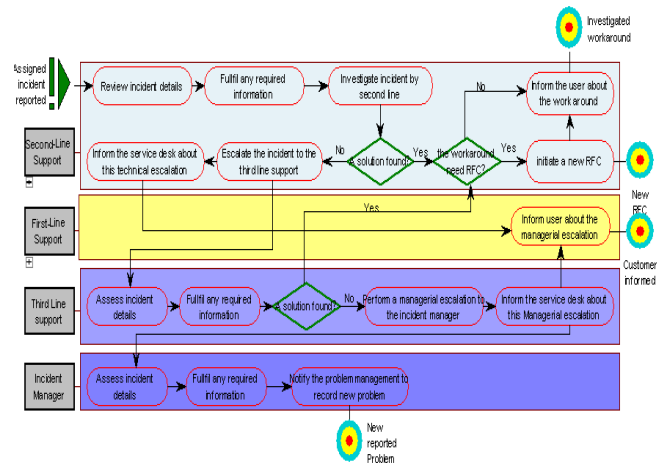 Investigated
workaround
Assigned
incident
reported
Review incident details
Fulfil any required
information
Investigate incident by
second line
No
Inform the user about
the work around
Second-Line
Support
Inform the service desk about
this technical escalation
Escalate the incident to the
third line support
No
A solution found?
Yes
the workaround
need RFC?
Yes
initiate a new RFC
New
RFC
Yes
First-Line
Support
Inform user about the
managerial escalation
Customer
informed
Third Line
support
Assess incident
details
Fulfil any required
information
A solution found?
No
Perform a managerial escalation to
the incident manager
Inform the service desk about
this Managerial escalation
Incident
Manager
Assess incident
details
Fulfil any required
information
Notify the problem management to
record new problem
New
reported
Problem